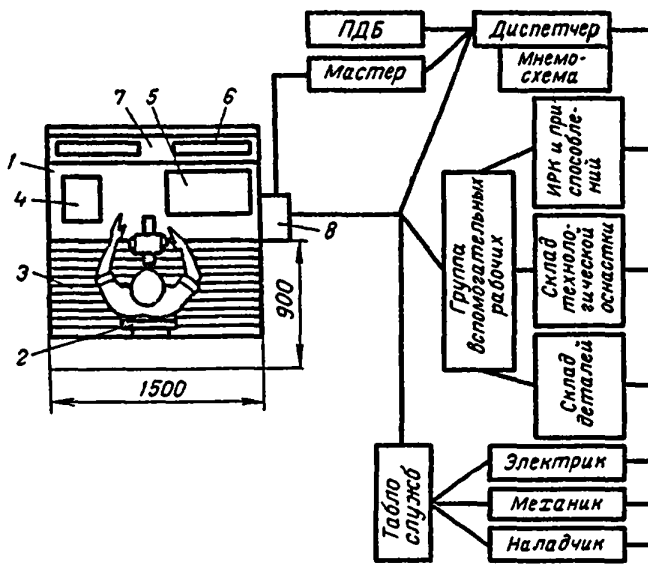 ПДБ
Диспетчер
Мастер
Мнемо-
схема
7
5
6
1
4
8
3
2
900
1500
Группа
вспомогательных
рабочих
ИРК и при-
способле-
ний
Склад
техноло-
гической
оснастки
Склад
деталей
Табло
служб
Электрик
Механик
Наладчик